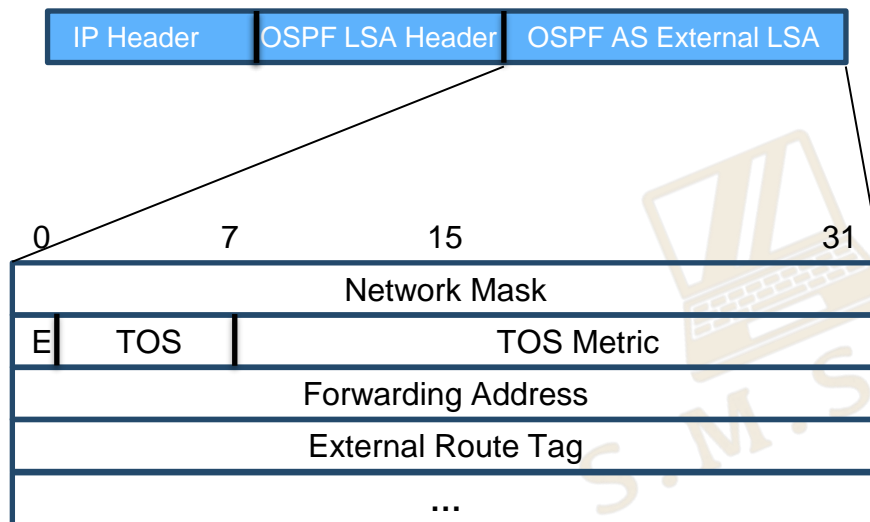 IP Header OSPF LSA Header OSPF AS External LSA
0 7 15 31
Network Mask
E TOS TOS Metric
Forwarding Address
External Route Tag
...
S.M.S